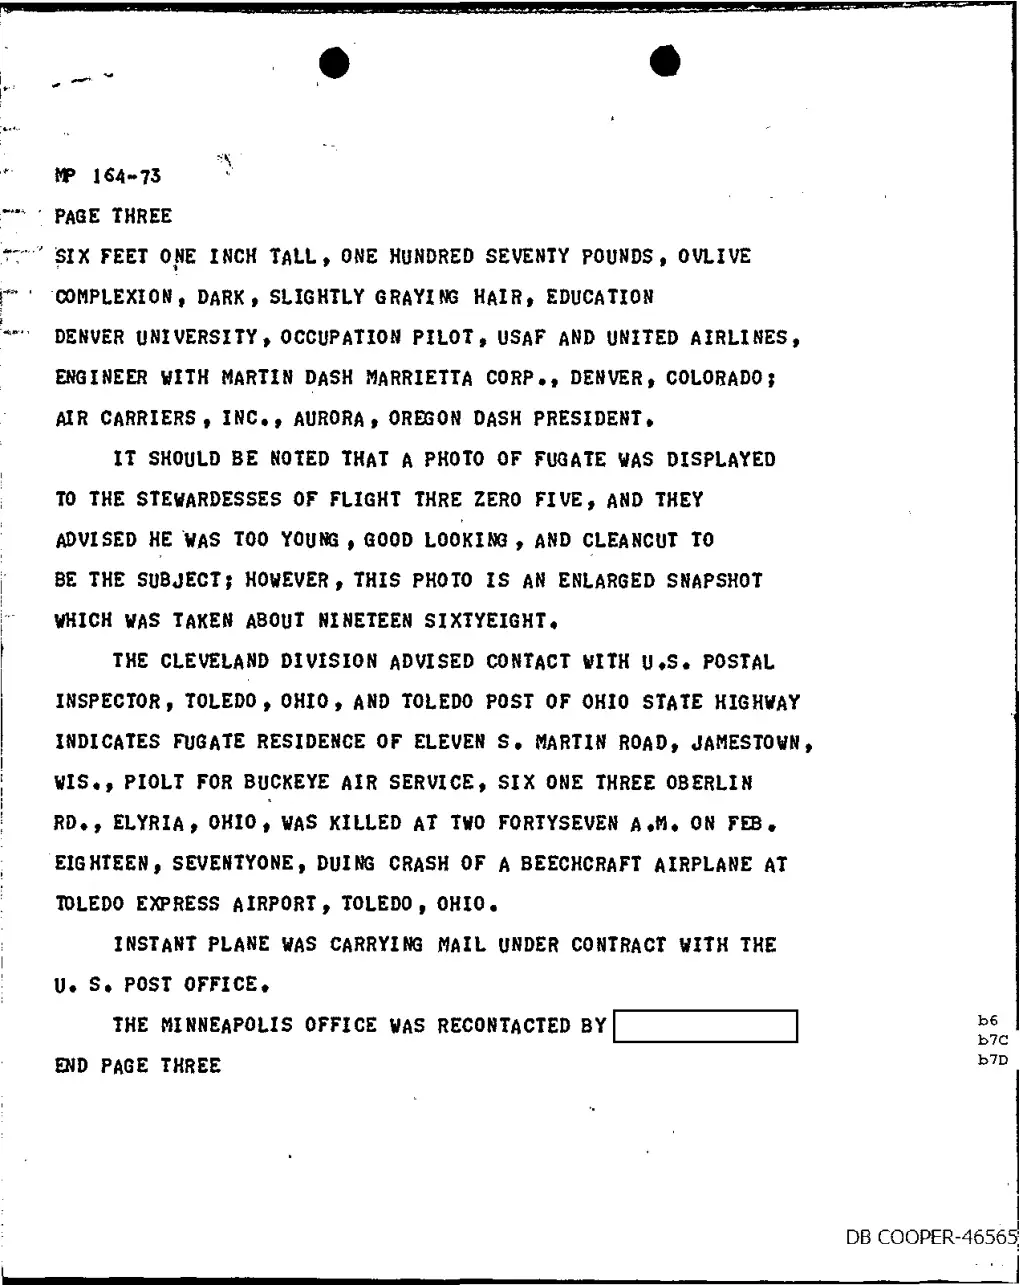 MP 164-73
PAGE THREE
SIX FEET ONE INCH TALL, ONE HUNDRED SEVENTY POUNDS, OVLIVE
COMPLEXION, DARK, SLIGHTLY GRAYING HAIR, EDUCATION
DENVER UNIVERSITY, OCCUPATION PILOT, USAF AND UNITED AIRLINES,
ENGINEER WITH MARTIN DASH MARRIETTA CORP., DENVER, COLORADO;
AIR CARRIERS, INC., AURORA, OREGON DASH PRESIDENT.
IT SHOULD BE NOTED THAT A PHOTO OF FUGATE WAS DISPLAYED
TO THE STEWARDESSES OF FLIGHT THRE ZERO FIVE, AND THEY
ADVISED HE WAS TOO YOUNG, GOOD LOOKING, AND CLEANCUT TO
BE THE SUBJECT; HOWEVER, THIS PHOTO IS AN ENLARGED SNAPSHOT
WHICH WAS TAKEN ABOUT NINETEEN SIXTYEIGHT.
THE CLEVELAND DIVISION ADVISED CONTACT WITH U.S. POSTAL
INSPECTOR, TOLEDO, OHIO, AND TOLEDO POST OF OHIO STATE HIGHWAY
INDICATES FUGATE RESIDENCE OF ELEVEN S. MARTIN ROAD, JAMESTOWN,
WIS., PIOLT FOR BUCKEYE AIR SERVICE, SIX ONE THREE OBERLIN
RD., ELYRIA, OHIO, WAS KILLED AT TWO FORTYSEVEN A.M. ON FEB.
EIGHTEEN, SEVENTYONE, DUING CRASH OF A BEECHCRAFT AIRPLANE AT
TOLEDO EXPRESS AIRPORT, TOLEDO, OHIO.
INSTANT PLANE WAS CARRYING MAIL UNDER CONTRACT WITH THE
U. S. POST OFFICE.
THE MINNEAPOLIS OFFICE WAS RECONTACTED BY
b6
b7C
b7D
END PAGE THREE
DB COOPER-46565